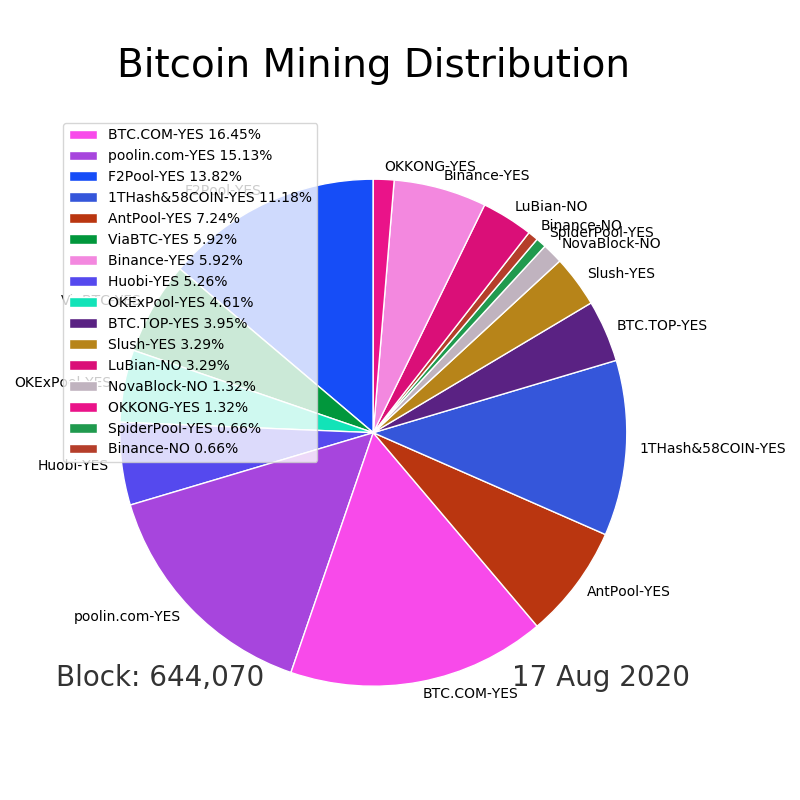 Bitcoin Mining Distribution
BTC.COM-YES 16.45%
poolin.com-YES 15.13%
F2Pool-YES 13.82%
1THash&58COIN-YES 11.18%
AntPool-YES 7.24%
ViaBTC-YES 5.92%
Binance-YES 5.92%
Huobi-YES 5.26%
OKExPool-YES 4.61%
BTC.TOP-YES 3.95%
Slush-YES 3.29%
LuBian-NO 3.29%
NovaBlock-NO 1.32%
OKKONG-YES 1.32%
SpiderPool-YES 0.66%
Binance-NO 0.66%
OKKONG-YES
Binance-YES
LuBian-NO
Binance-NO
SpiderPool-YES
NovaBlock-NO
Slush-YES
BTC.TOP-YES
1THash&58COIN-YES
AntPool-YES
BTC.COM-YES
poolin.com-YES
Huobi-YES
OKExPool-YES
F2Pool-YES
Block: 644,070
17 Aug 2020